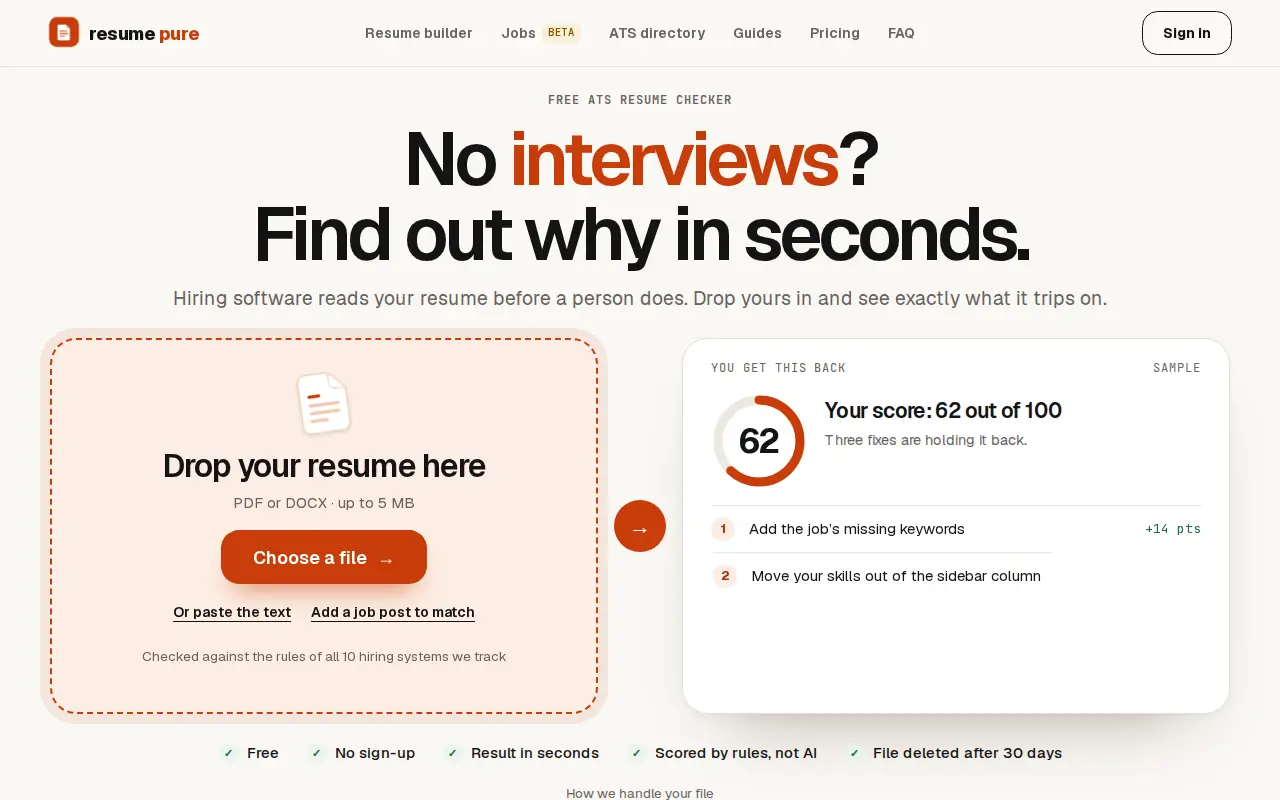 resume pure
Resume builder
Jobs BETA
ATS directory
Guides
Pricing
FAQ
Sign in
FREE ATS RESUME CHECKER
No interviews?
Find out why in seconds.
Hiring software reads your resume before a person does. Drop yours in and see exactly what it trips on.
Drop your resume here
PDF or DOCX · up to 5 MB
Choose a file →
Or paste the text
Add a job post to match
Checked against the rules of all 10 hiring systems we track
→
YOU GET THIS BACK
SAMPLE
62
Your score: 62 out of 100
Three fixes are holding it back.
1 Add the job's missing keywords +14 pts
2 Move your skills out of the sidebar column
✓ Free
✓ No sign-up
✓ Result in seconds
✓ Scored by rules, not AI
✓ File deleted after 30 days
How we handle your file